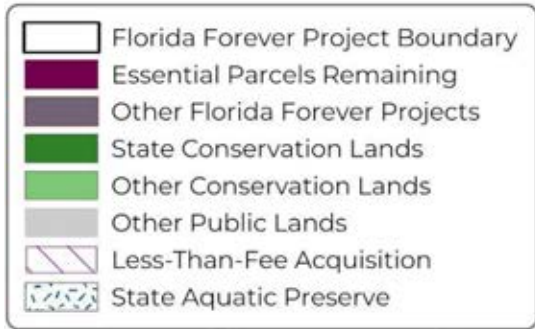 Florida Forever Project Boundary
Essential Parcels Remaining
Other Florida Forever Projects
State Conservation Lands
Other Conservation Lands
Other Public Lands
Less-Than-Fee Acquisition
State Aquatic Preserve